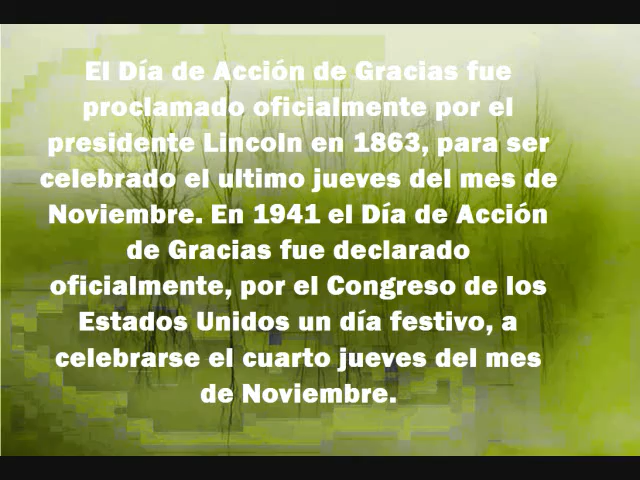 El Día de Acción de Gracias fue
proclamado oficialmente por el
presidente Lincoln en 1863, para ser
celebrado el ultimo jueves del mes de
Noviembre. En 1941 el Día de Acción
de Gracias fue declarado
oficialmente, por el Congreso de los
Estados Unidos un día festivo, a
celebrarse el cuarto jueves del mes
de Noviembre.